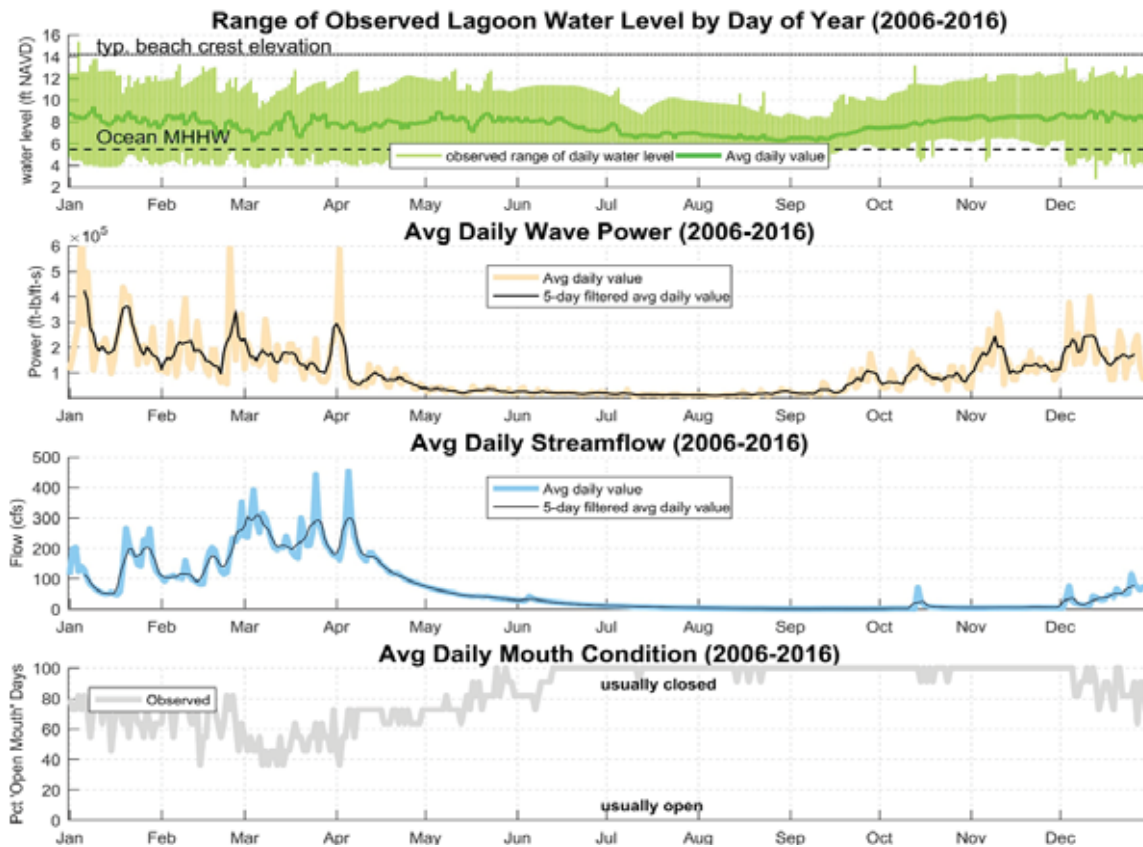 Range of Observed Lagoon Water Level by Day of Year (2006-2016)
water level (ft NAVD)
16
14
12
10
8
6
4
2
typ. beach crest elevation
Ocean MHHW
observed range of daily water level
Avg daily value
Jan Feb Mar Apr May Jun Jul Aug Sep Oct Nov Dec
Avg Daily Wave Power (2006-2016)
Power (ft-lb/ft-s)
6 × 10⁵
5
4
3
2
1
Avg daily value
5-day filtered avg daily value
Jan Feb Mar Apr May Jun Jul Aug Sep Oct Nov Dec
Avg Daily Streamflow (2006-2016)
Flow (cfs)
500
400
300
200
100
0
Avg daily value
5-day filtered avg daily value
Jan Feb Mar Apr May Jun Jul Aug Sep Oct Nov Dec
Avg Daily Mouth Condition (2006-2016)
Pct 'Open Mouth' Days
100
80
60
40
20
0
Observed
usually closed
usually open
Jan Feb Mar Apr May Jun Jul Aug Sep Oct Nov Dec